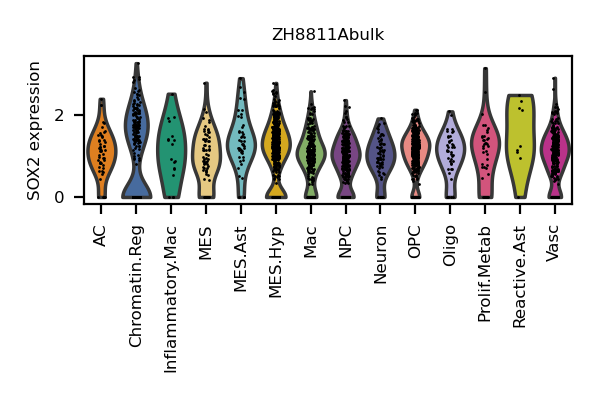 ZH8811Abulk
SOX2 expression
2
0
AC
Chromatin.Reg
Inflammatory.Mac
MES
MES.Ast
MES.Hyp
Mac
NPC
Neuron
OPC
Oligo
Prolif.Metab
Reactive.Ast
Vasc